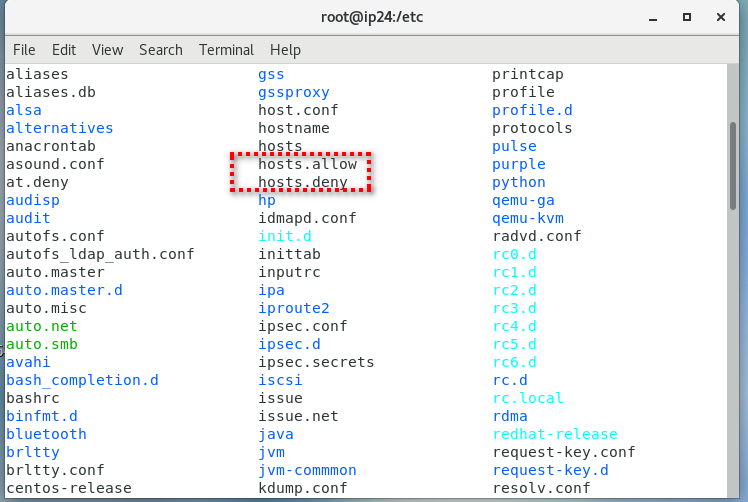 root@ip24:/etc
File Edit View Search Terminal Help
aliases gss printcap
aliases.db gssproxy profile
alsa host.conf profile.d
alternatives hostname protocols
anacrontab hosts pulse
asound.conf hosts.allow purple
at.deny hosts.deny python
audisp hp qemu-ga
audit idmapd.conf qemu-kvm
autofs.conf init.d radvd.conf
autofs_ldap_auth.conf inittab rc0.d
auto.master inputrc rc1.d
auto.master.d ipa rc2.d
auto.misc iproute2 rc3.d
auto.net ipsec.conf rc4.d
auto.smb ipsec.d rc5.d
avahi ipsec.secrets rc6.d
bash_completion.d iscsi rc.d
bashrc issue rc.local
binfmt.d issue.net rdma
bluetooth java redhat-release
brltty jvm request-key.conf
brltty.conf jvm-commmon request-key.d
centos-release kdump.conf resolv.conf